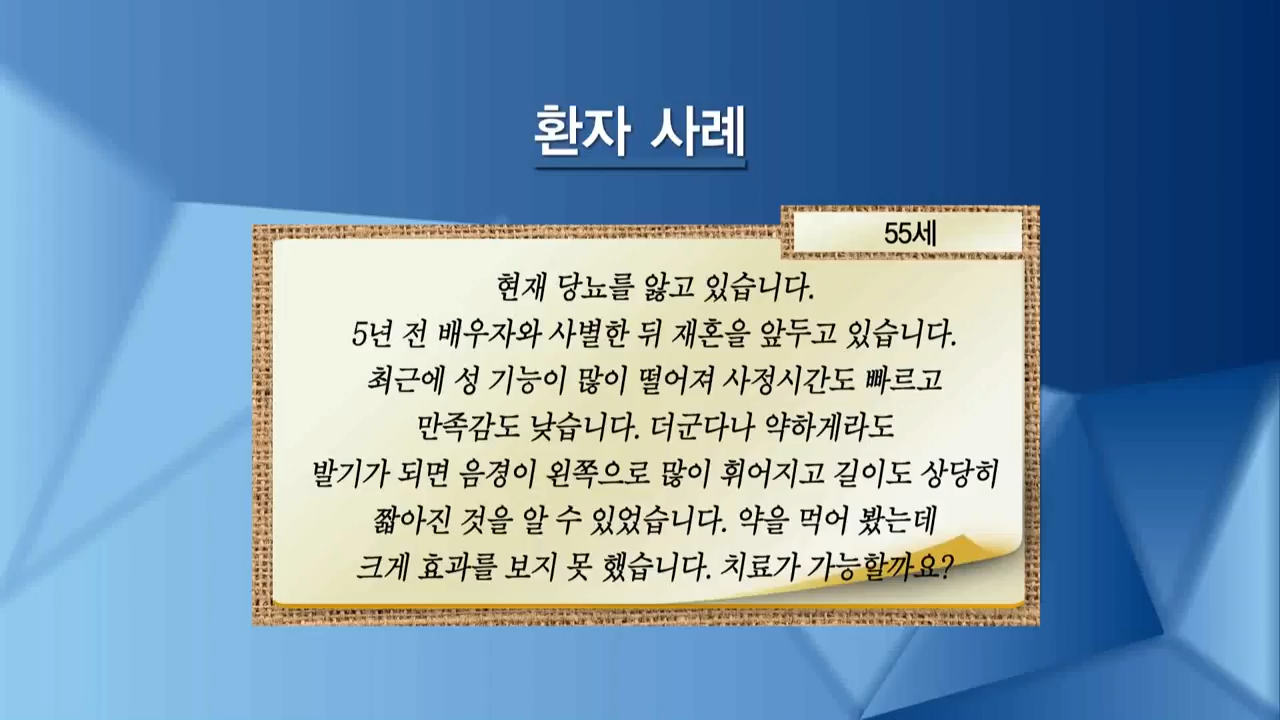 환자 사례
55세
현재 당뇨를 앓고 있습니다.
5년 전 배우자와 사별한 뒤 재혼을 앞두고 있습니다.
최근에 성 기능이 많이 떨어져 사정시간도 빠르고
만족감도 낮습니다. 더군다나 약하게라도
발기가 되면 음경이 왼쪽으로 많이 휘어지고 길이도 상당히
짧아진 것을 알 수 있었습니다. 약을 먹어 봤는데
크게 효과를 보지 못 했습니다. 치료가 가능할까요?